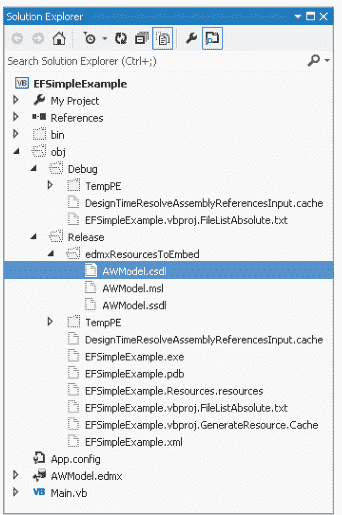 Solution Explorer
Search Solution Explorer (Ctrl+;)
VB EFSimpleExample
My Project
References
bin
obj
Debug
TempPE
DesignTimeResolveAssemblyReferencesInput.cache
EFSimpleExample.vbproj.FileListAbsolute.txt
Release
edmxResourcesToEmbed
AWModel.csdl
AWModel.msl
AWModel.ssdl
TempPE
DesignTimeResolveAssemblyReferencesInput.cache
EFSimpleExample.exe
EFSimpleExample.pdb
EFSimpleExample.Resources.resources
EFSimpleExample.vbproj.FileListAbsolute.txt
EFSimpleExample.vbproj.GenerateResource.Cache
EFSimpleExample.xml
App.config
AWModel.edmx
VB Main.vb